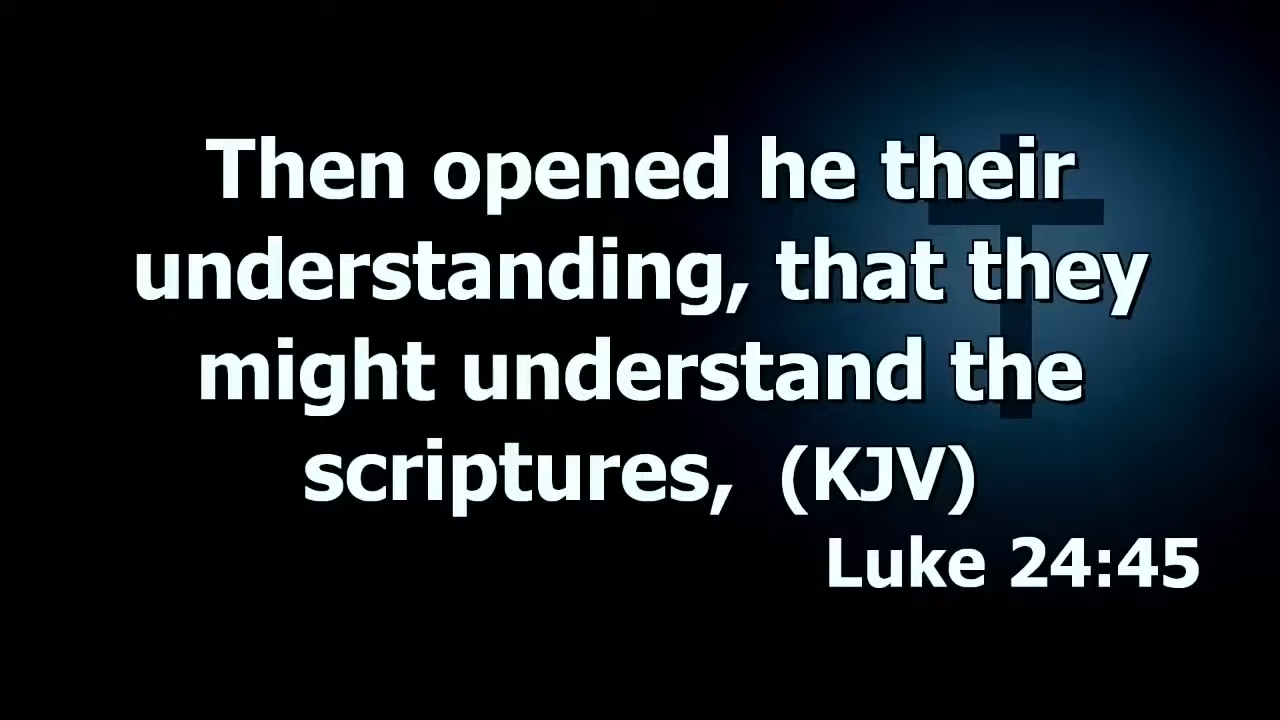 Then opened he their
understanding, that they
might understand the
scriptures,  (KJV)
Luke 24:45